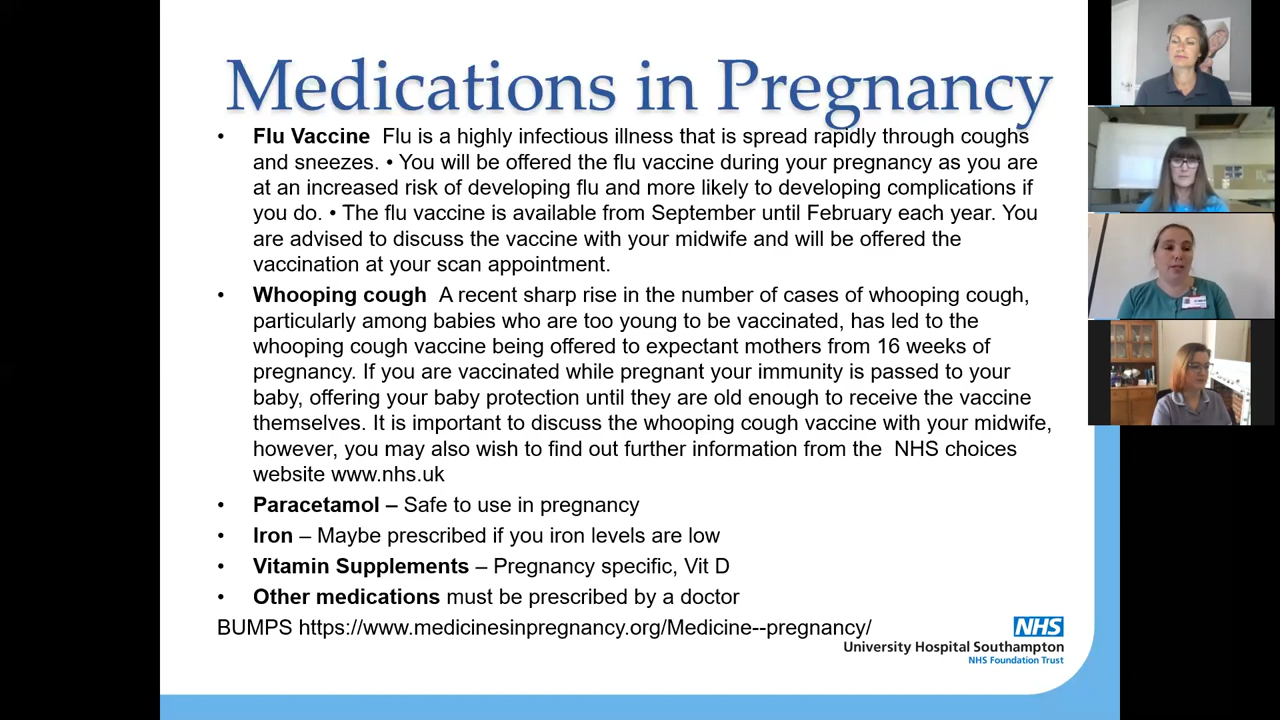 Medications in Pregnancy
• Flu Vaccine Flu is a highly infectious illness that is spread rapidly through coughs
and sneezes. • You will be offered the flu vaccine during your pregnancy as you are
at an increased risk of developing flu and more likely to developing complications if
you do. • The flu vaccine is available from September until February each year. You
are advised to discuss the vaccine with your midwife and will be offered the
vaccination at your scan appointment.
• Whooping cough A recent sharp rise in the number of cases of whooping cough,
particularly among babies who are too young to be vaccinated, has led to the
whooping cough vaccine being offered to expectant mothers from 16 weeks of
pregnancy. If you are vaccinated while pregnant your immunity is passed to your
baby, offering your baby protection until they are old enough to receive the vaccine
themselves. It is important to discuss the whooping cough vaccine with your midwife,
however, you may also wish to find out further information from the NHS choices
website www.nhs.uk
• Paracetamol – Safe to use in pregnancy
• Iron – Maybe prescribed if you iron levels are low
• Vitamin Supplements – Pregnancy specific, Vit D
• Other medications must be prescribed by a doctor
BUMPS https://www.medicinesinpregnancy.org/Medicine--pregnancy/
NHS
University Hospital Southampton
NHS Foundation Trust